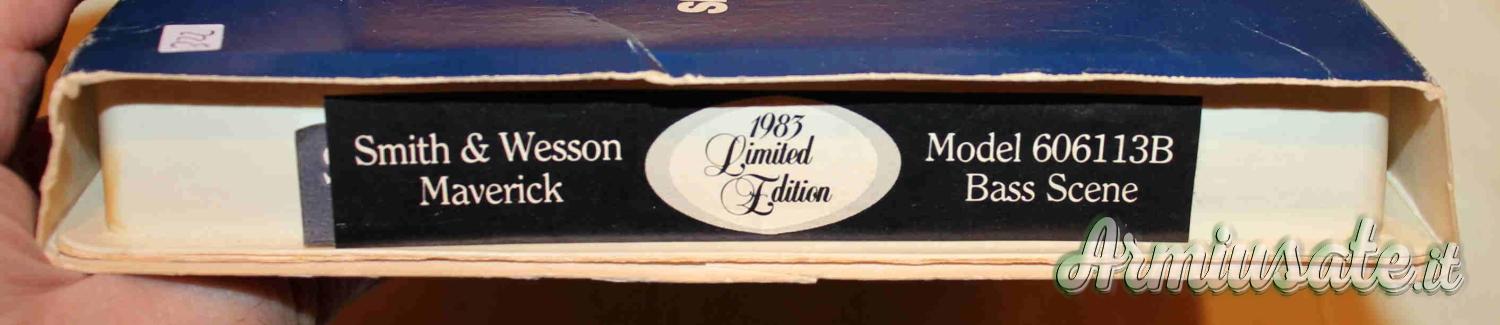 Smith & Wesson
Maverick
1983
Limited
Edition
Model 606113B
Bass Scene
Armiusate.it